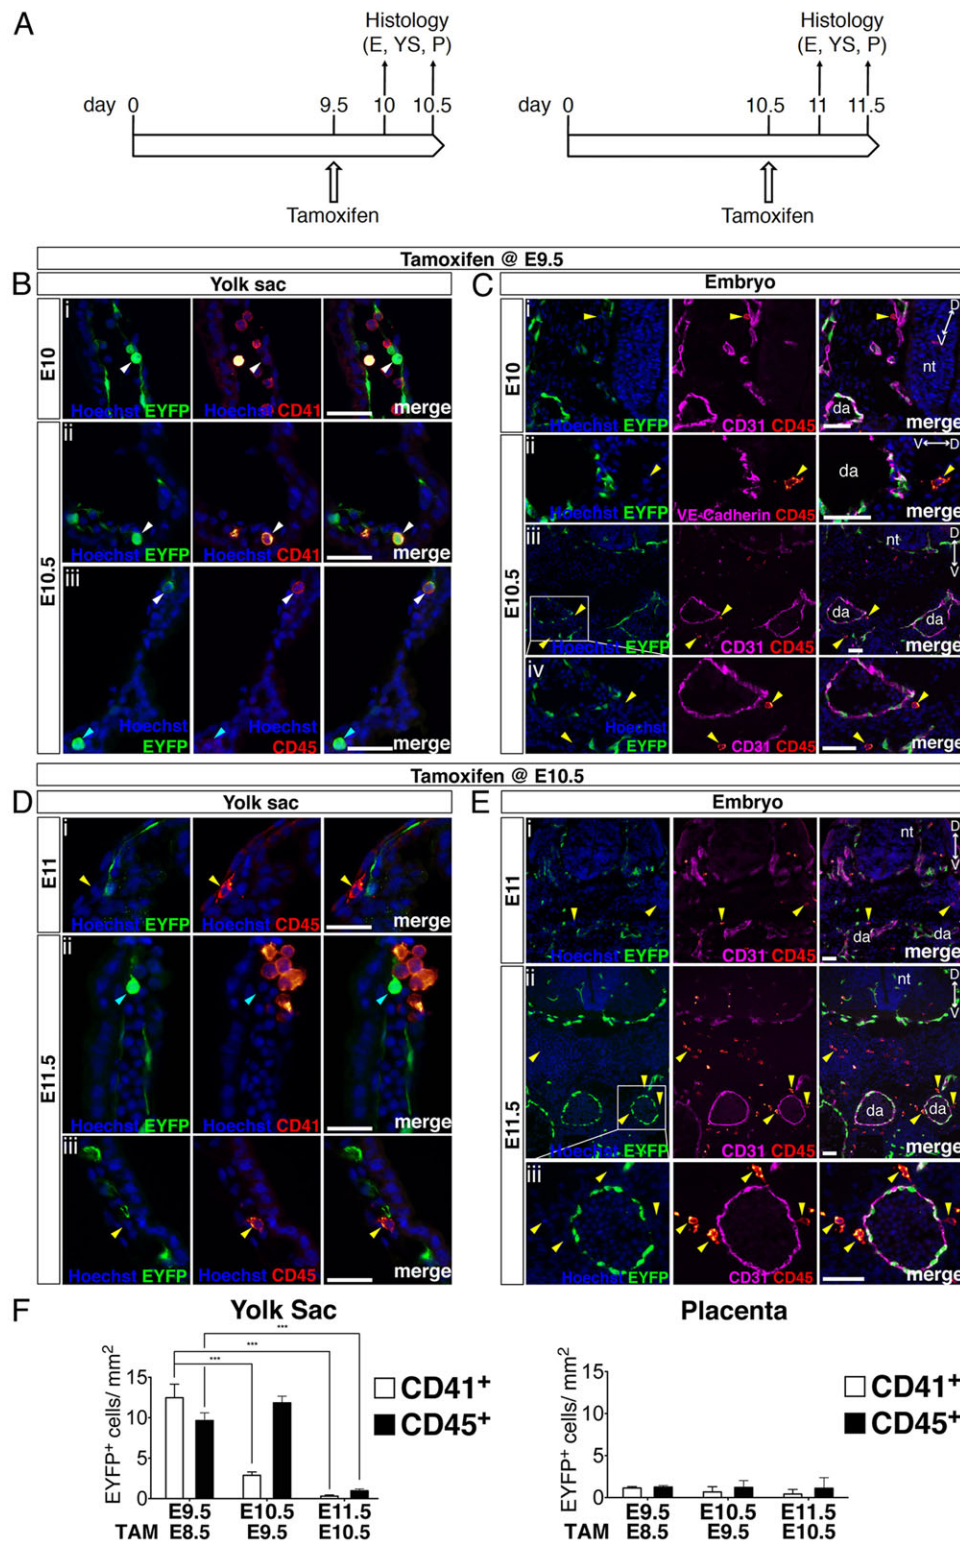 A
Histology
(E, YS, P)
day 0 9.5 10 10.5
Tamoxifen
Histology
(E, YS, P)
day 0 10.5 11 11.5
Tamoxifen
Tamoxifen @ E9.5
B
Yolk sac
E10
i
Hoechst EYFP
Hoechst CD41
merge
E10.5
ii
Hoechst EYFP
Hoechst CD41
merge
iii
Hoechst
EYFP
Hoechst
CD45
merge
C
Embryo
E10
i
Hoechst EYFP
CD31 CD45
D
V
nt
da
merge
E10.5
ii
Hoechst EYFP
VE-Cadherin CD45
V D
da
merge
iii
Hoechst EYFP
CD31 CD45
nt
D
V
da
da
merge
iv
Hoechst
EYFP
CD31 CD45
merge
Tamoxifen @ E10.5
D
Yolk sac
E11
i
Hoechst EYFP
Hoechst CD45
merge
E11.5
ii
Hoechst EYFP
Hoechst CD41
merge
iii
Hoechst EYFP
Hoechst CD45
merge
E
Embryo
E11
i
Hoechst EYFP
CD31 CD45
nt
D
V
da
da
merge
E11.5
ii
Hoechst EYFP
CD31 CD45
nt
D
V
da
da
merge
iii
Hoechst EYFP
CD31 CD45
merge
F
Yolk Sac
EYFP+ cells/ mm2
15
10
5
0
***
***
***
CD41+
CD45+
E9.5 E10.5 E11.5
TAM E8.5 E9.5 E10.5
Placenta
EYFP+ cells/ mm2
15
10
5
0
CD41+
CD45+
E9.5 E10.5 E11.5
TAM E8.5 E9.5 E10.5